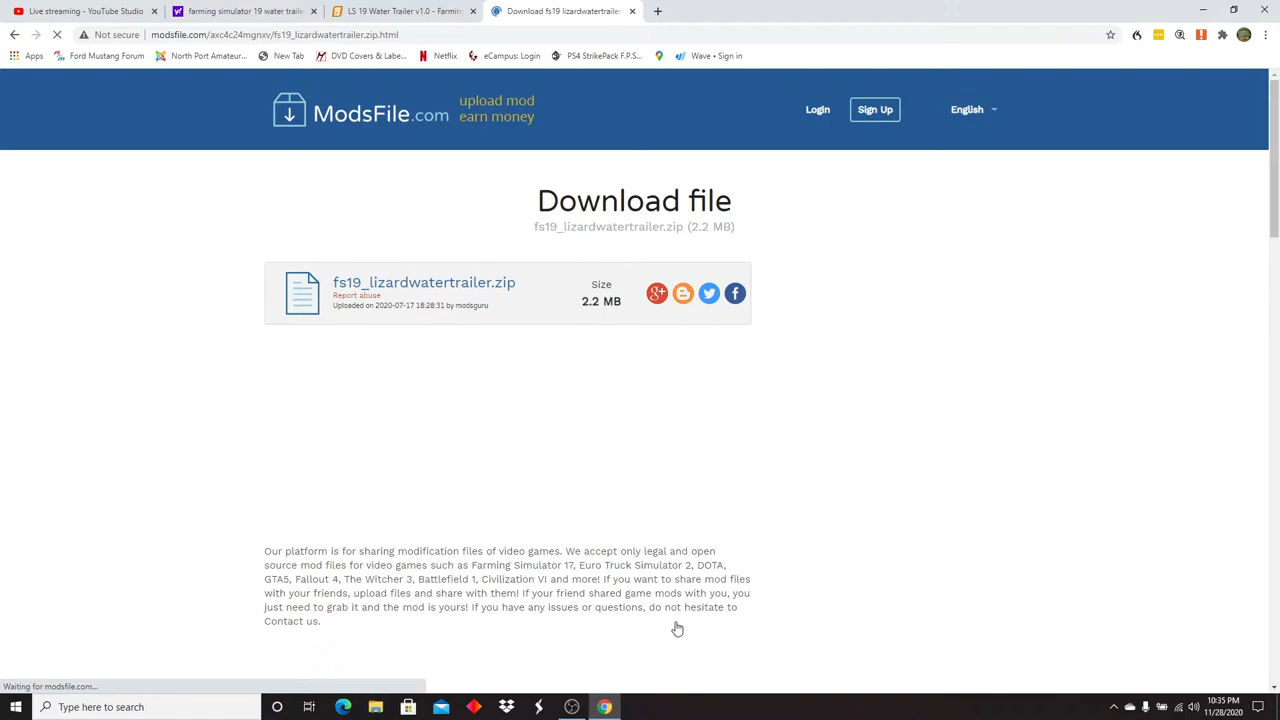 Live streaming - YouTube Studio
farming simulator 19 water traile
LS 19 Water Trailer v1.0 - Farming
Download fs19 lizardwatertrailer
Not secure
modsfile.com/axc4c24mgnxv/fs19_lizardwatertrailer.zip.html
Apps
Ford Mustang Forum
North Port Amateur...
New Tab
DVD Covers & Labe...
Netflix
eCampus: Login
PS4 StrikePack F.P.S...
Wave • Sign in
ModsFile.com
upload mod
earn money
Login
Sign Up
English
Download file
fs19_lizardwatertrailer.zip (2.2 MB)
fs19_lizardwatertrailer.zip
Report abuse
Uploaded on 2020-07-17 18:28:31 by modsguru
Size
2.2 MB
Our platform is for sharing modification files of video games. We accept only legal and open
source mod files for video games such as Farming Simulator 17, Euro Truck Simulator 2, DOTA,
GTA5, Fallout 4, The Witcher 3, Battlefield 1, Civilization VI and more! If you want to share mod files
with your friends, upload files and share with them! If your friend shared game mods with you, you
just need to grab it and the mod is yours! If you have any issues or questions, do not hesitate to
Contact us.
Waiting for modsfile.com...
Type here to search
10:35 PM
11/28/2020